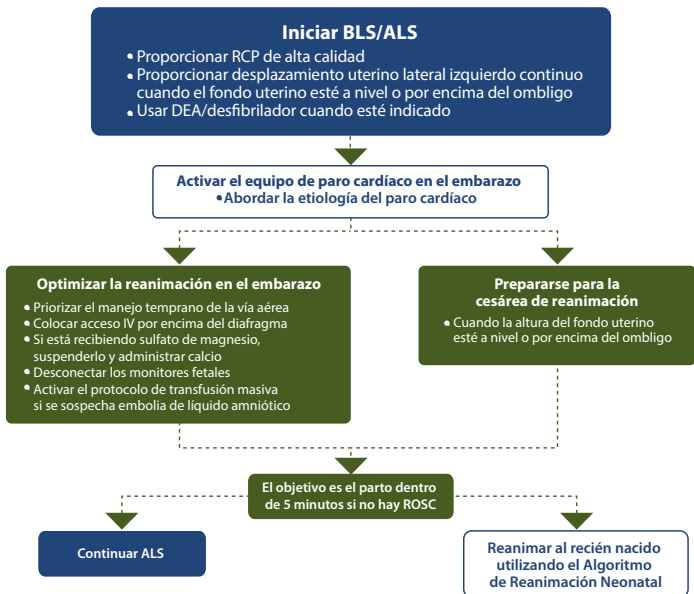 Iniciar BLS/ALS
• Proporcionar RCP de alta calidad
• Proporcionar desplazamiento uterino lateral izquierdo continuo
cuando el fondo uterino esté a nivel o por encima del ombligo
• Usar DEA/desfibrilador cuando esté indicado
Activar el equipo de paro cardíaco en el embarazo
• Abordar la etiología del paro cardíaco
Optimizar la reanimación en el embarazo
• Priorizar el manejo temprano de la vía aérea
• Colocar acceso IV por encima del diafragma
• Si está recibiendo sulfato de magnesio,
suspenderlo y administrar calcio
• Desconectar los monitores fetales
• Activar el protocolo de transfusión masiva
si se sospecha embolia de líquido amniótico
Prepararse para la
cesárea de reanimación
• Cuando la altura del fondo uterino
esté a nivel o por encima del ombligo
El objetivo es el parto dentro
de 5 minutos si no hay ROSC
Continuar ALS
Reanimar al recién nacido
utilizando el Algoritmo
de Reanimación Neonatal